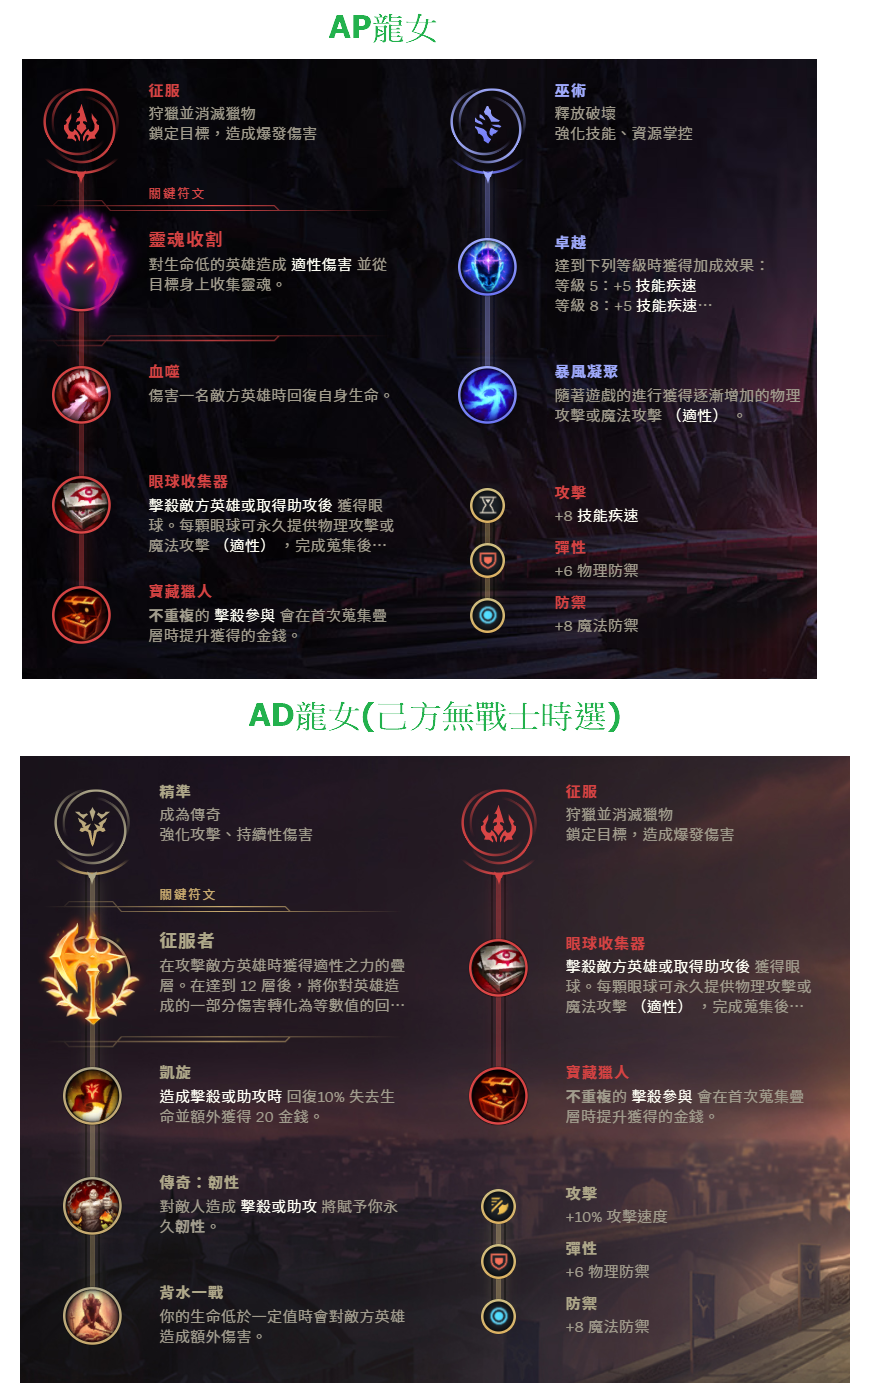 AP龍女
征服
狩獵並消滅獵物
鎖定目標，造成爆發傷害
關鍵符文
靈魂收割
對生命低的英雄造成 適性傷害 並從
目標身上收集靈魂。
血噬
傷害一名敵方英雄時回復自身生命。
眼球收集器
擊殺敵方英雄或取得助攻後 獲得眼
球。每顆眼球可永久提供物理攻擊或
魔法攻擊 （適性） ，完成蒐集後…
寶藏獵人
不重複的 擊殺參與 會在首次蒐集疊
層時提升獲得的金錢。
巫術
釋放破壞
強化技能、資源掌控
卓越
達到下列等級時獲得加成效果：
等級 5：+5 技能疾速
等級 8：+5 技能疾速…
暴風凝聚
隨著遊戲的進行獲得逐漸增加的物理
攻擊或魔法攻擊 （適性） 。
攻擊
+8 技能疾速
彈性
+6 物理防禦
防禦
+8 魔法防禦
AD龍女(己方無戰士時選)
精準
成為傳奇
強化攻擊、持續性傷害
關鍵符文
征服者
在攻擊敵方英雄時獲得適性之力的疊
層。在達到 12 層後，將你對英雄造
成的一部分傷害轉化為等數值的回…
凱旋
造成擊殺或助攻時 回復10% 失去生
命並額外獲得 20 金錢。
傳奇：韌性
對敵人造成 擊殺或助攻 將賦予你永
久韌性。
背水一戰
你的生命低於一定值時會對敵方英雄
造成額外傷害。
征服
狩獵並消滅獵物
鎖定目標，造成爆發傷害
眼球收集器
擊殺敵方英雄或取得助攻後 獲得眼
球。每顆眼球可永久提供物理攻擊或
魔法攻擊 （適性） ，完成蒐集後…
寶藏獵人
不重複的 擊殺參與 會在首次蒐集疊
層時提升獲得的金錢。
攻擊
+10% 攻擊速度
彈性
+6 物理防禦
防禦
+8 魔法防禦